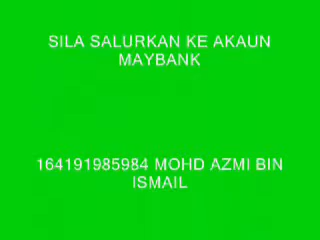 SILA SALURKAN KE AKAUN
MAYBANK
164191985984 MOHD AZMI BIN
ISMAIL